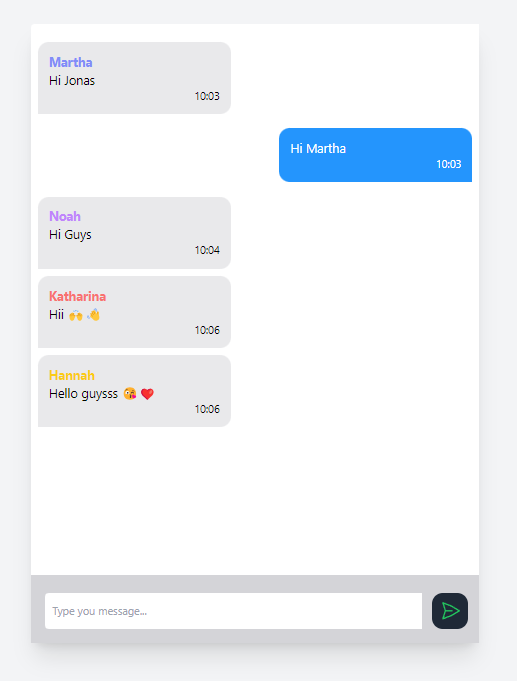 Martha
Hi Jonas
10:03
Hi Martha
10:03
Noah
Hi Guys
10:04
Katharina
Hii 🙌 👋
10:06
Hannah
Hello guysss 😘 ❤️
10:06
Type you message...